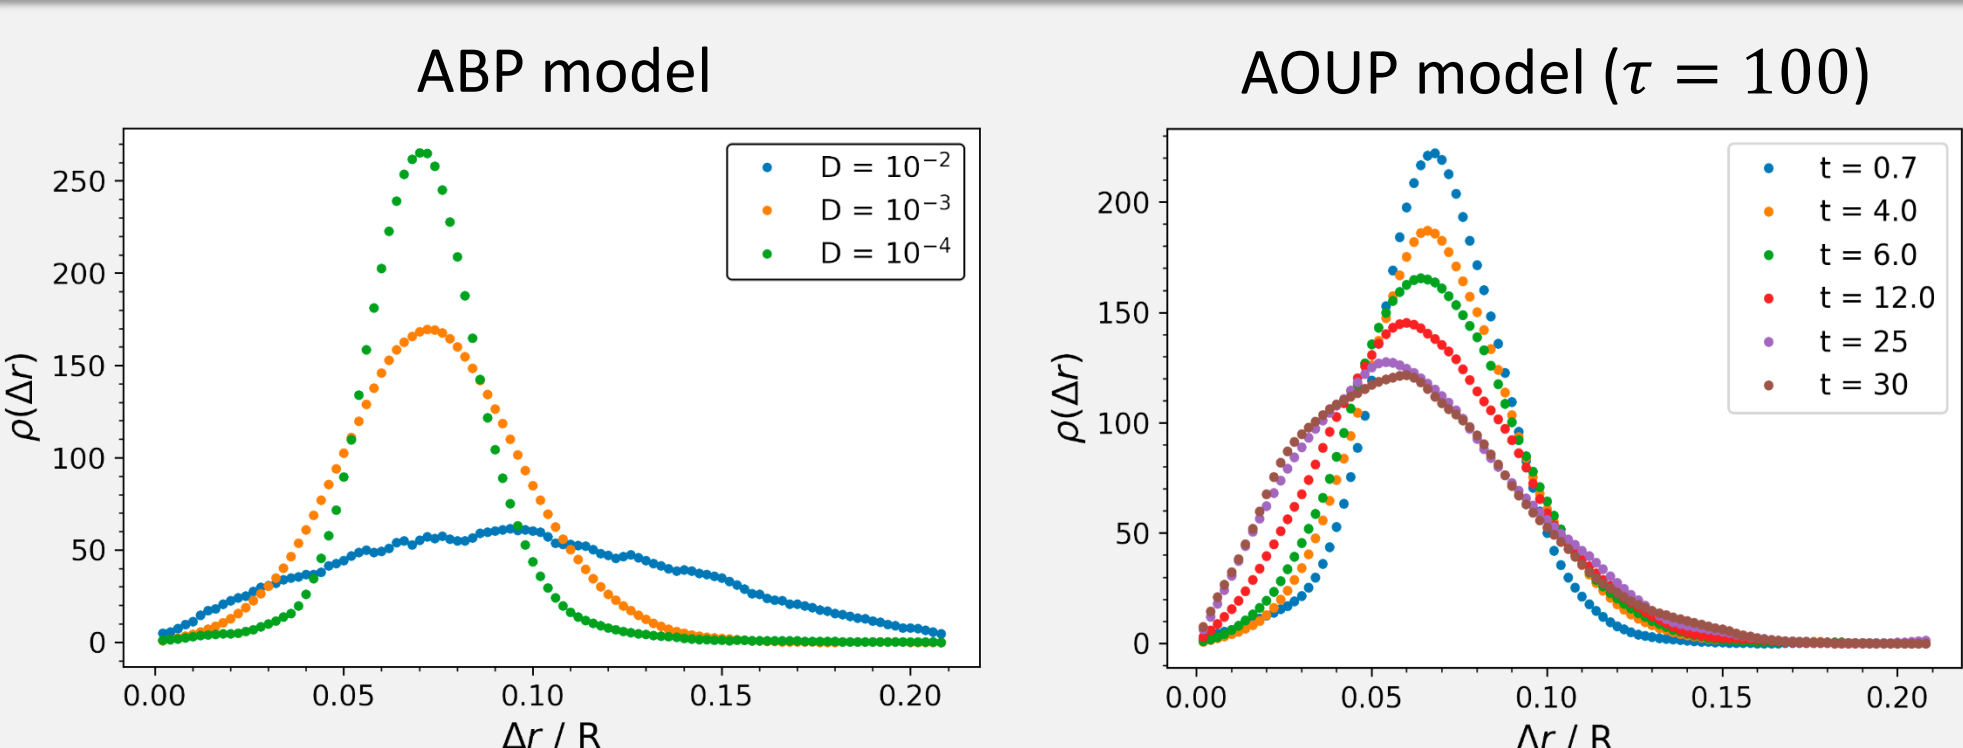 ABP model
250
200
150
100
50
0
ρ(Δr)
0.00 0.05 0.10 0.15 0.20
Δr / R
D = 10⁻²
D = 10⁻³
D = 10⁻⁴
AOUP model (τ = 100)
200
150
100
50
0
ρ(Δr)
0.00 0.05 0.10 0.15 0.20
Δr / R
t = 0.7
t = 4.0
t = 6.0
t = 12.0
t = 25
t = 30